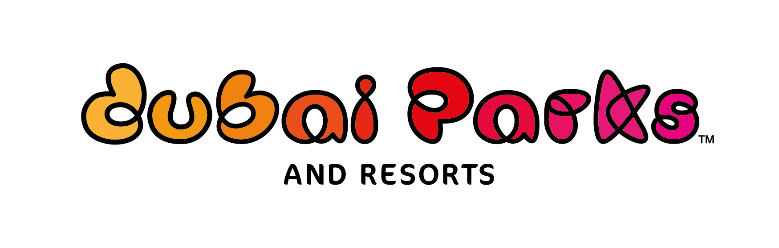 dubai Parks™
AND RESORTS